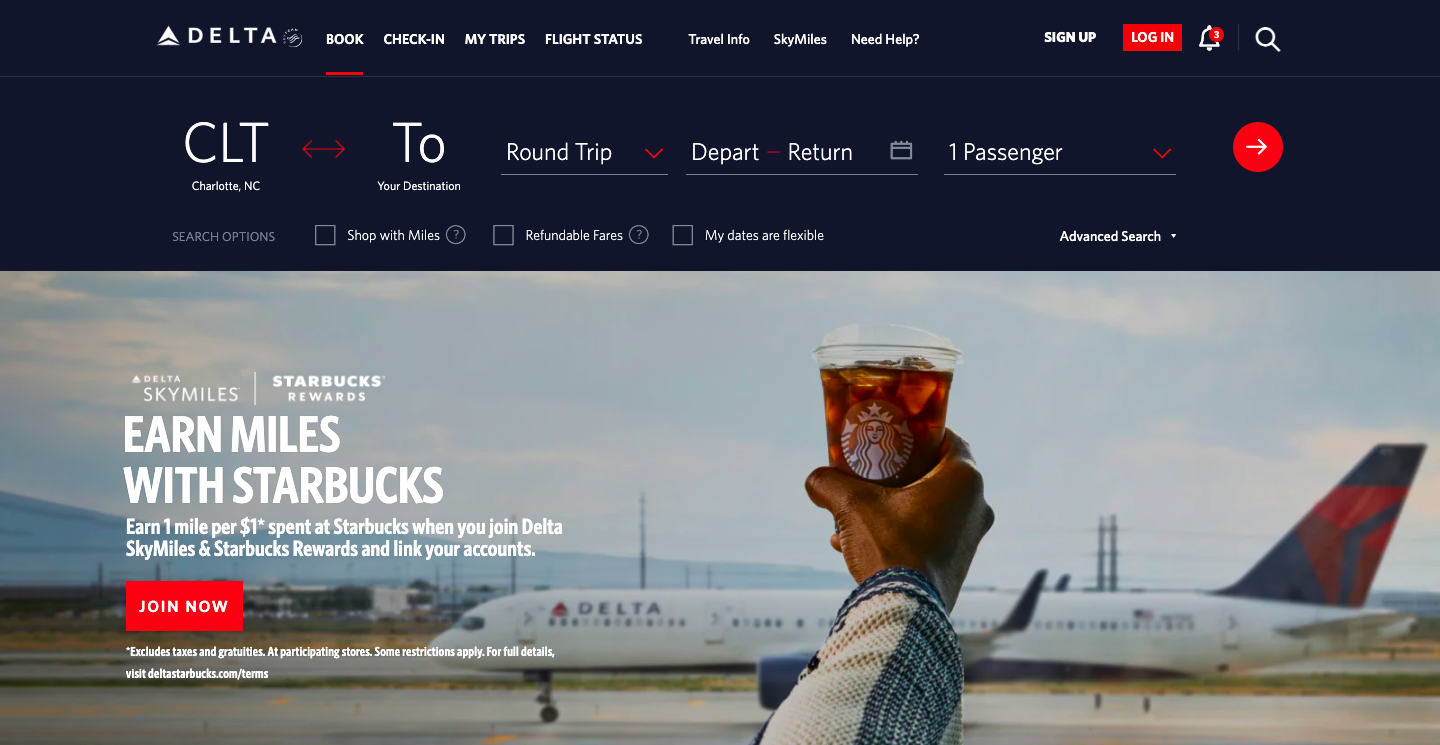 DELTA
BOOK CHECK-IN MY TRIPS FLIGHT STATUS Travel Info SkyMiles Need Help? SIGN UP LOG IN 3
CLT To
Charlotte, NC Your Destination
Round Trip Depart – Return 1 Passenger
SEARCH OPTIONS Shop with Miles ? Refundable Fares ? My dates are flexible Advanced Search
DELTA
SKYMILES
STARBUCKS®
REWARDS
EARN MILES
WITH STARBUCKS
Earn 1 mile per $1* spent at Starbucks when you join Delta
SkyMiles & Starbucks Rewards and link your accounts.
JOIN NOW
*Excludes taxes and gratuities. At participating stores. Some restrictions apply. For full details,
visit deltastarbucks.com/terms
DELTA